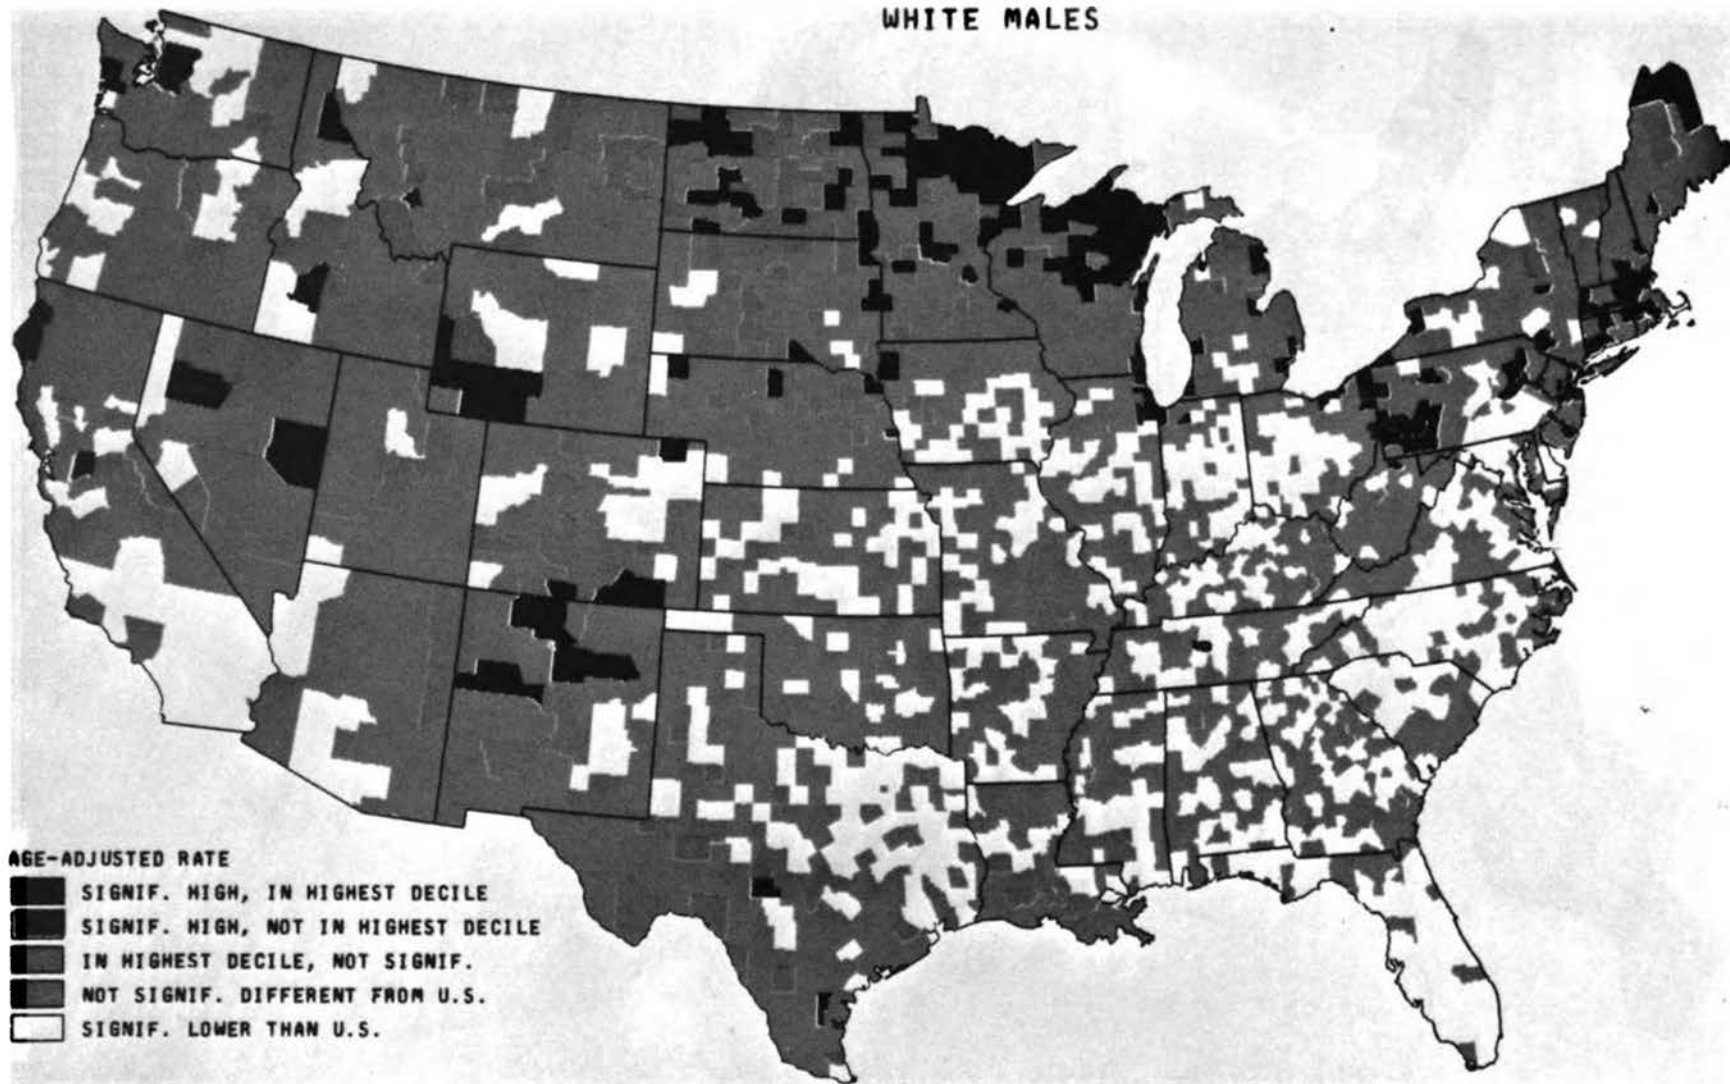 WHITE MALES
AGE-ADJUSTED RATE
SIGNIF. HIGH, IN HIGHEST DECILE
SIGNIF. HIGH, NOT IN HIGHEST DECILE
IN HIGHEST DECILE, NOT SIGNIF.
NOT SIGNIF. DIFFERENT FROM U.S.
SIGNIF. LOWER THAN U.S.